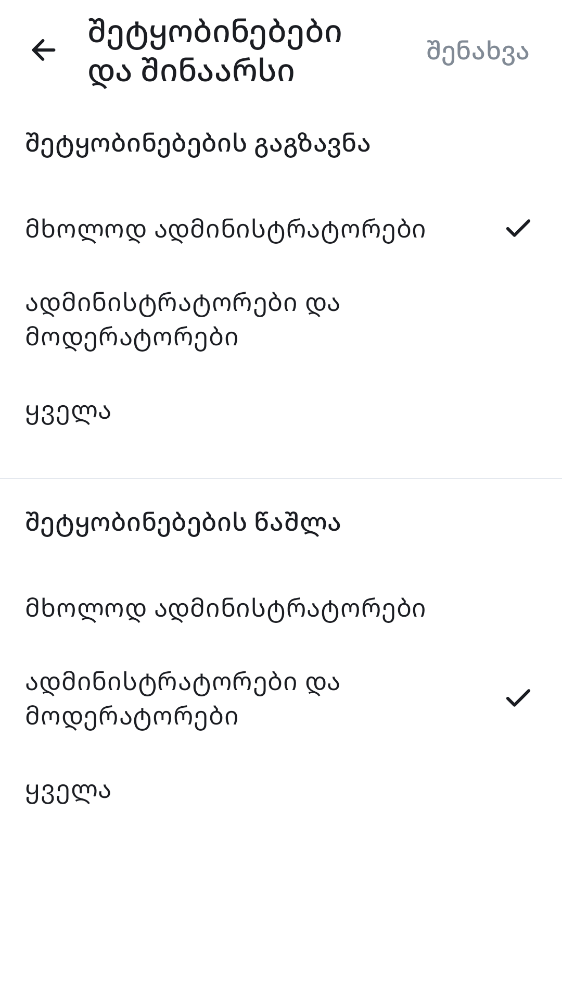 შეტყობინებები
და შინაარსი
შენახვა
შეტყობინებების გაგზავნა
მხოლოდ ადმინისტრატორები
ადმინისტრატორები და
მოდერატორები
ყველა
შეტყობინებების წაშლა
მხოლოდ ადმინისტრატორები
ადმინისტრატორები და
მოდერატორები
ყველა